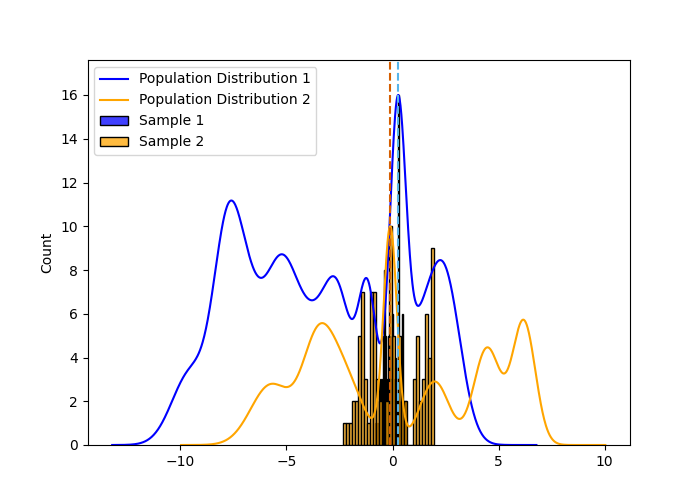 Population Distribution 1
Population Distribution 2
Sample 1
Sample 2
Count
16
14
12
10
8
6
4
2
0
−10 −5 0 5 10